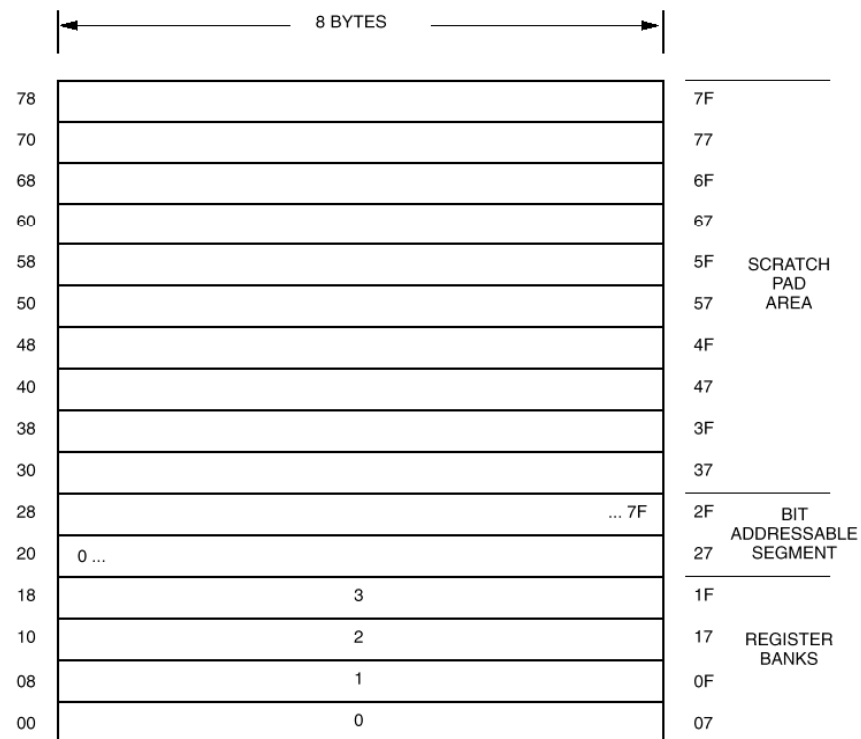 8 BYTES
78 7F
70 77
68 6F
60 67
58 5F SCRATCH
PAD
50 57 AREA
48 4F
40 47
38 3F
30 37
28 ... 7F 2F BIT
ADDRESSABLE
20 0 ... 27 SEGMENT
18 3 1F
10 2 17 REGISTER
BANKS
08 1 0F
00 0 07